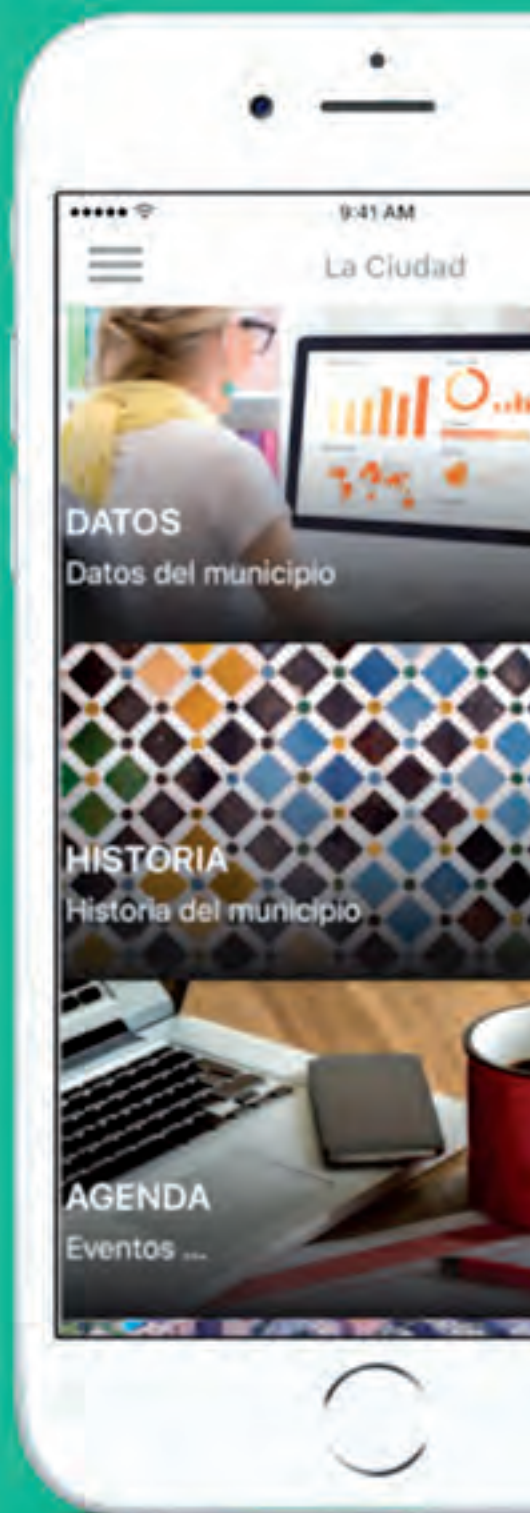 9:41 AM
La Ciudad
DATOS
Datos del municipio
HISTORIA
Historia del municipio
AGENDA
Eventos ...